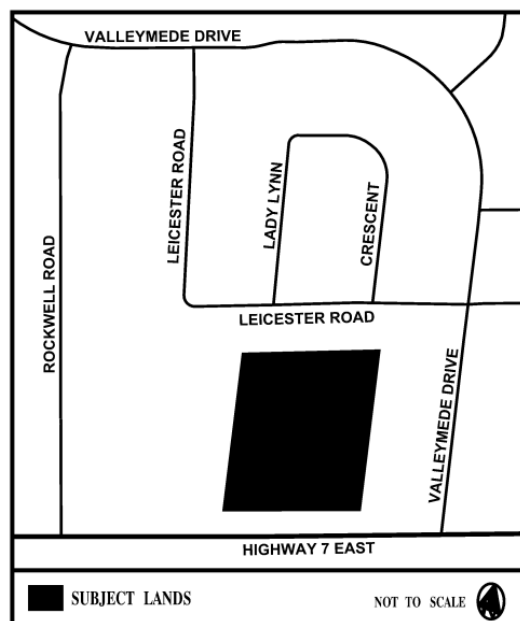 VALLEYMEDE DRIVE
LEICESTER ROAD
LADY LYNN
CRESCENT
ROCKWELL ROAD
LEICESTER ROAD
VALLEYMEDE DRIVE
HIGHWAY 7 EAST
SUBJECT LANDS
NOT TO SCALE